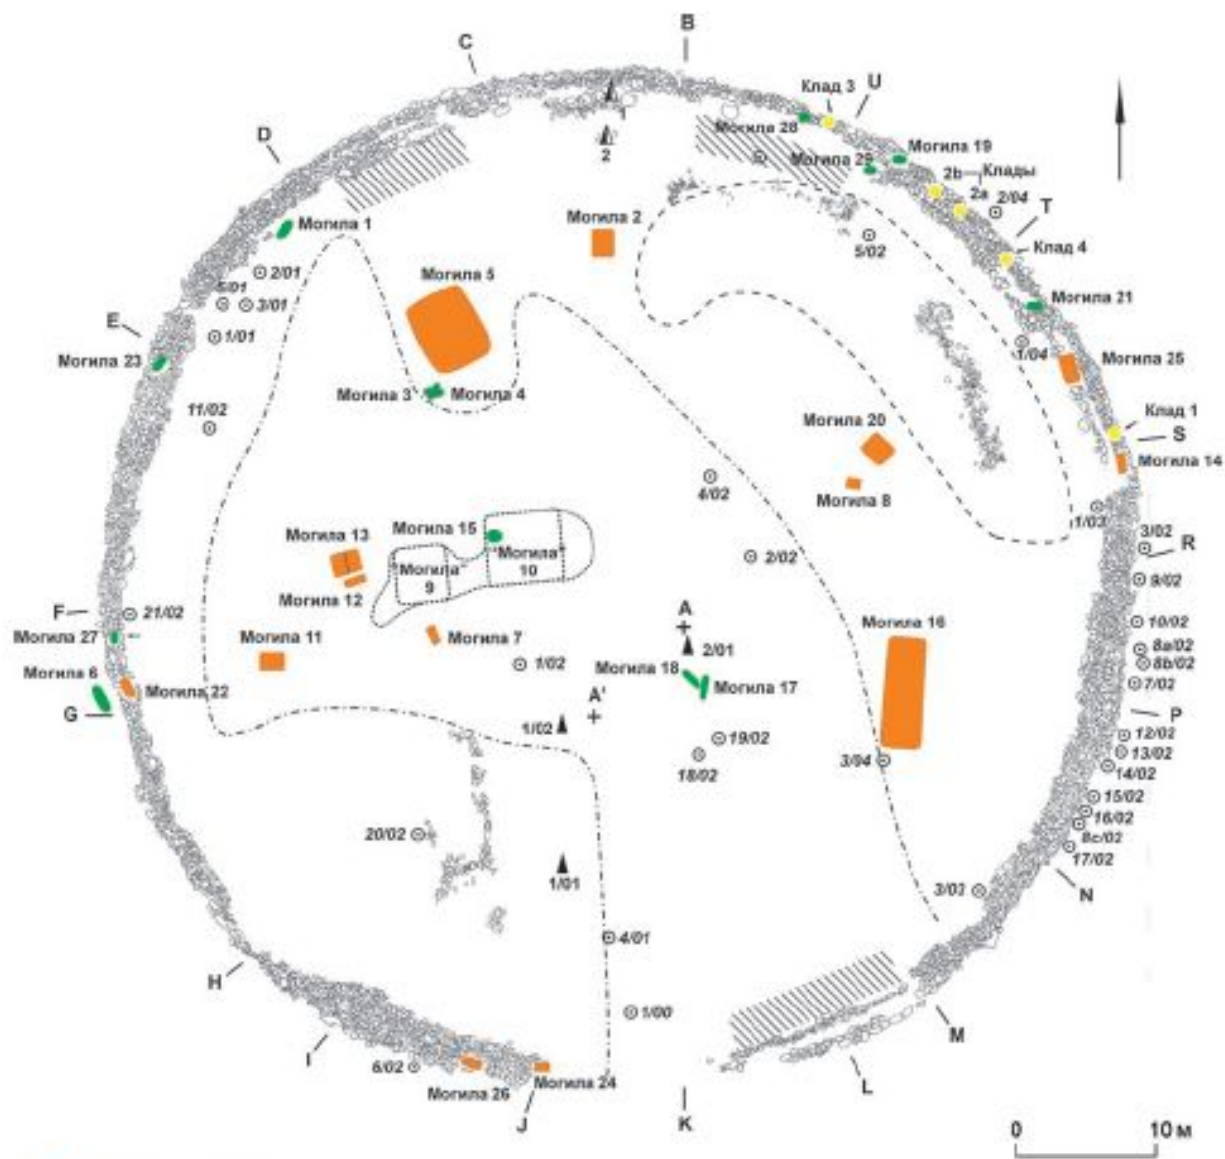 B
C
Клад 3
U
D
Могила 28
Могила 19
2
Могила 29
2b
Клады
2a
2/04
T
Могила 1
Могила 2
5/02
Клад 4
2/01
Могила 5
5/01
3/01
Могила 21
E
1/01
1/04
Могила 25
Могила 23
Могила 3
Могила 4
11/02
Клад 1
S
Могила 20
Могила 14
4/02
Могила 8
1/03
Могила 15
3/02
Могила 13
R
"Могила" 10
2/02
"Могила" 9
9/02
Могила 12
F
21/02
10/02
A
Могила 16
Могила 27
Могила 11
Могила 7
2/01
8a/02
8b/02
1/02
Могила 6
Могила 18
Могила 22
Могила 17
7/02
A'
G
P
1/02
19/02
12/02
13/02
18/02
3/04
14/02
15/02
16/02
20/02
8c/02
17/02
1/01
3/03
N
4/01
H
1/00
M
I
6/02
Могила 24
L
Могила 26
J
K
0
10 м